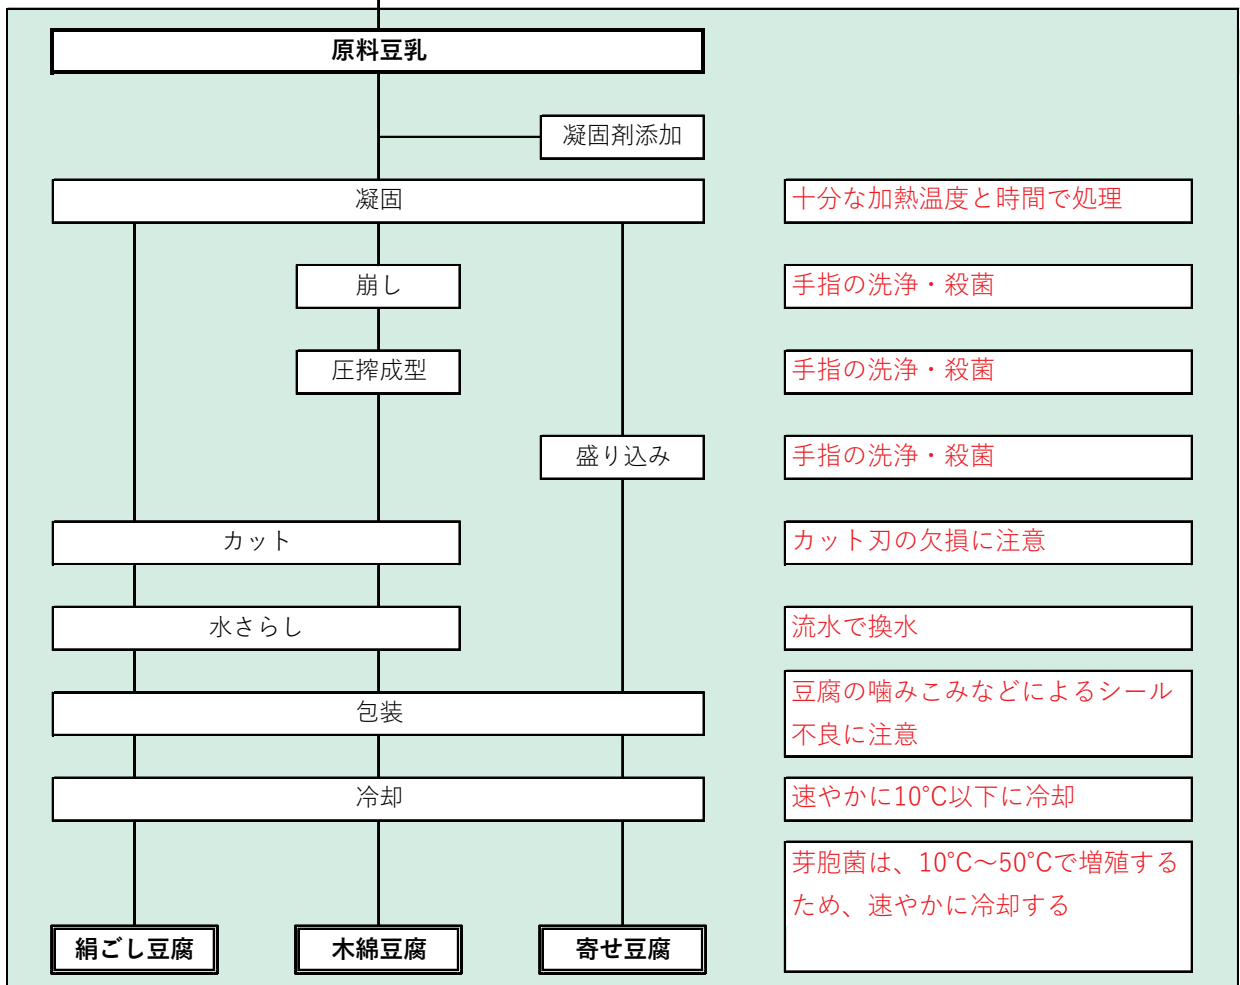 原料豆乳
凝固剤添加
凝固
十分な加熱温度と時間で処理
崩し
手指の洗浄・殺菌
圧搾成型
手指の洗浄・殺菌
盛り込み
手指の洗浄・殺菌
カット
カット刃の欠損に注意
水さらし
流水で換水
包装
豆腐の噛みこみなどによるシール
不良に注意
冷却
速やかに10°C以下に冷却
芽胞菌は、10°C～50°Cで増殖する
ため、速やかに冷却する
絹ごし豆腐
木綿豆腐
寄せ豆腐